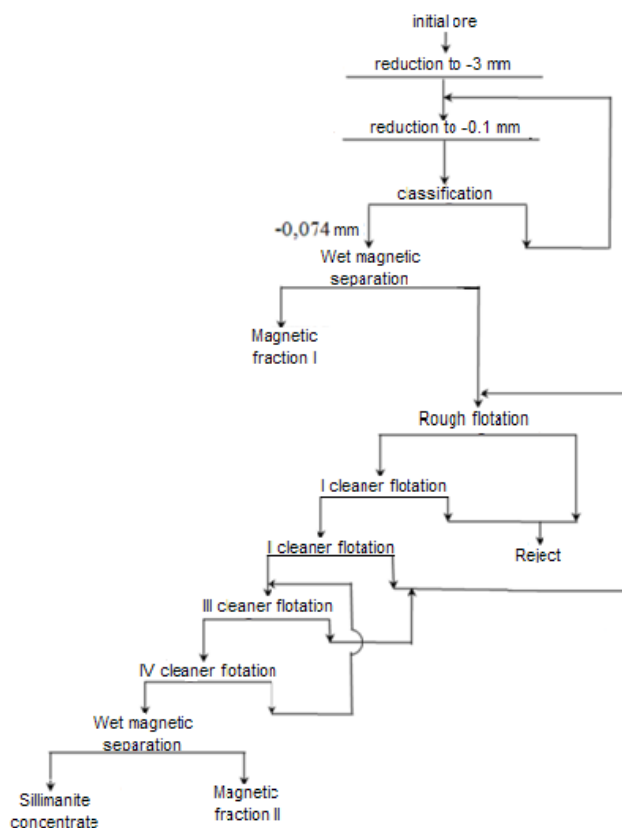 initial ore
reduction to -3 mm
reduction to -0.1 mm
classification
-0,074 mm
Wet magnetic
separation
Magnetic
fraction I
Rough flotation
I cleaner flotation
Reject
I cleaner flotation
III cleaner flotation
IV cleaner fotation
Wet magnetic
separation
Sillimanite
concentrate
Magnetic
fraction II